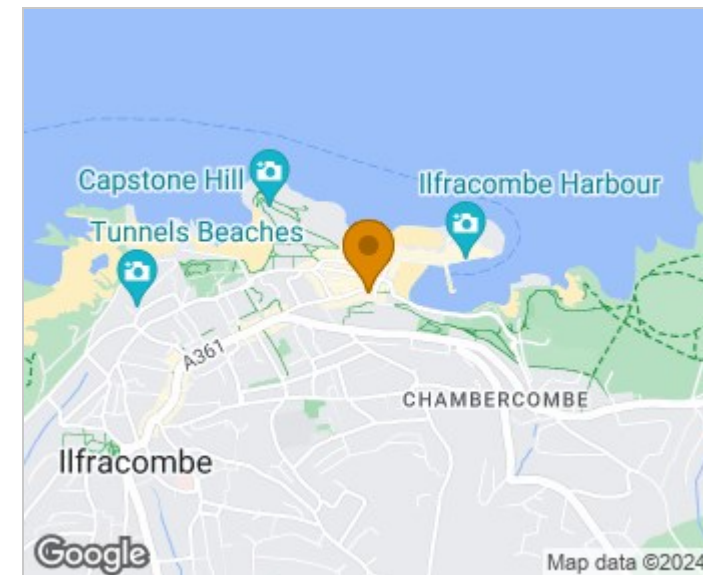 Capstone Hill
Ilfracombe Harbour
Tunnels Beaches
A361
CHAMBERCOMBE
Ilfracombe
Google
Map data ©2024